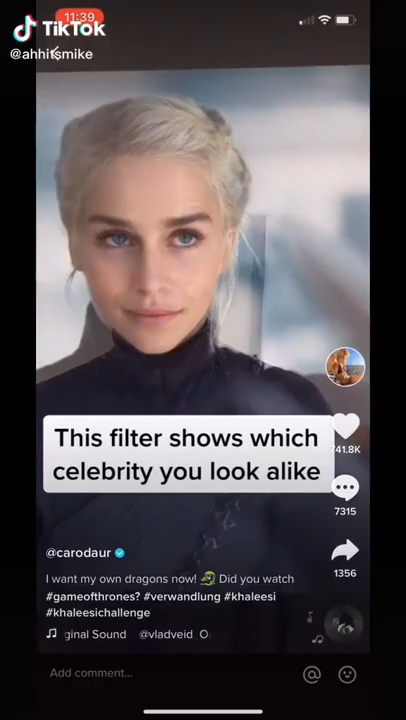 11:39
TikTok
@ahhitsmike
741.8K
This filter shows which
celebrity you look alike
7315
1356
@carodaur
I want my own dragons now! 🐉 Did you watch
#gameofthrones? #verwandlung #khaleesi
#khaleesichallenge
ginal Sound @vladveid O
Add comment...